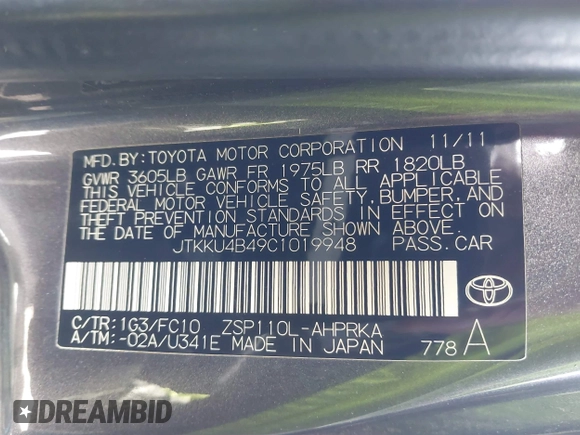 MFD. BY: TOYOTA MOTOR CORPORATION 11/11
GVWR 3605LB GAWR FR 1975LB RR 1820LB
THIS VEHICLE CONFORMS TO ALL APPLICABLE
FEDERAL MOTOR VEHICLE SAFETY, BUMPER, AND
THEFT PREVENTION STANDARDS IN EFFECT ON
THE DATE OF MANUFACTURE SHOWN ABOVE.
JTKKU4B49C1019948 PASS. CAR
C/TR: 1G3/FC10 ZSP110L-AHPRKA
A/TM: -02A/U341E MADE IN JAPAN 778 A
DREAMBID